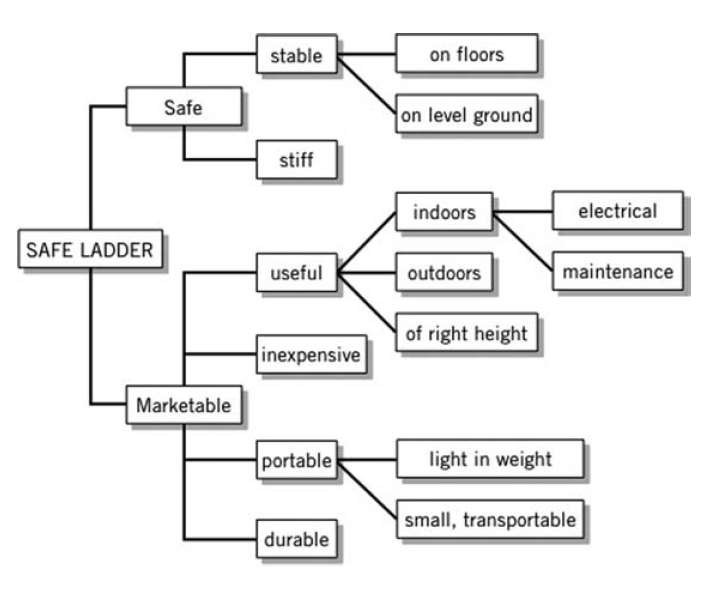 stable
on floors
Safe
on level ground
stiff
SAFE LADDER
indoors
electrical
useful
outdoors
maintenance
of right height
inexpensive
Marketable
portable
light in weight
small, transportable
durable